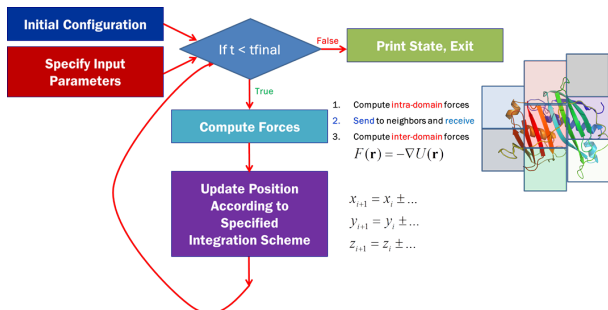 Initial Configuration
Specify Input
Parameters
If t < tfinal
False
Print State, Exit
True
Compute Forces
1. Compute intra-domain forces
2. Send to neighbors and receive
3. Compute inter-domain forces
F(r) = −∇U(r)
Update Position
According to
Specified
Integration Scheme
xᵢ₊₁ = xᵢ ± ...
yᵢ₊₁ = yᵢ ± ...
zᵢ₊₁ = zᵢ ± ...